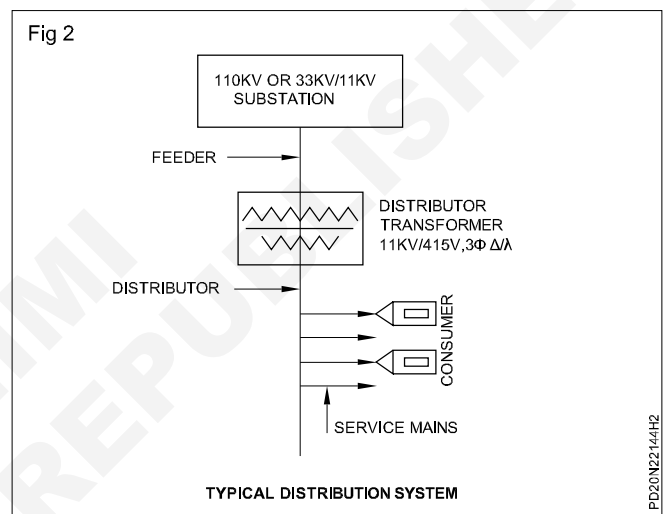 Fig 2
110KV OR 33KV/11KV
SUBSTATION
FEEDER
DISTRIBUTOR
TRANSFORMER
11KV/415V,3Φ Δ/λ
DISTRIBUTOR
CONSUMER
SERVICE MAINS
TYPICAL DISTRIBUTION SYSTEM
PD20N22144H2